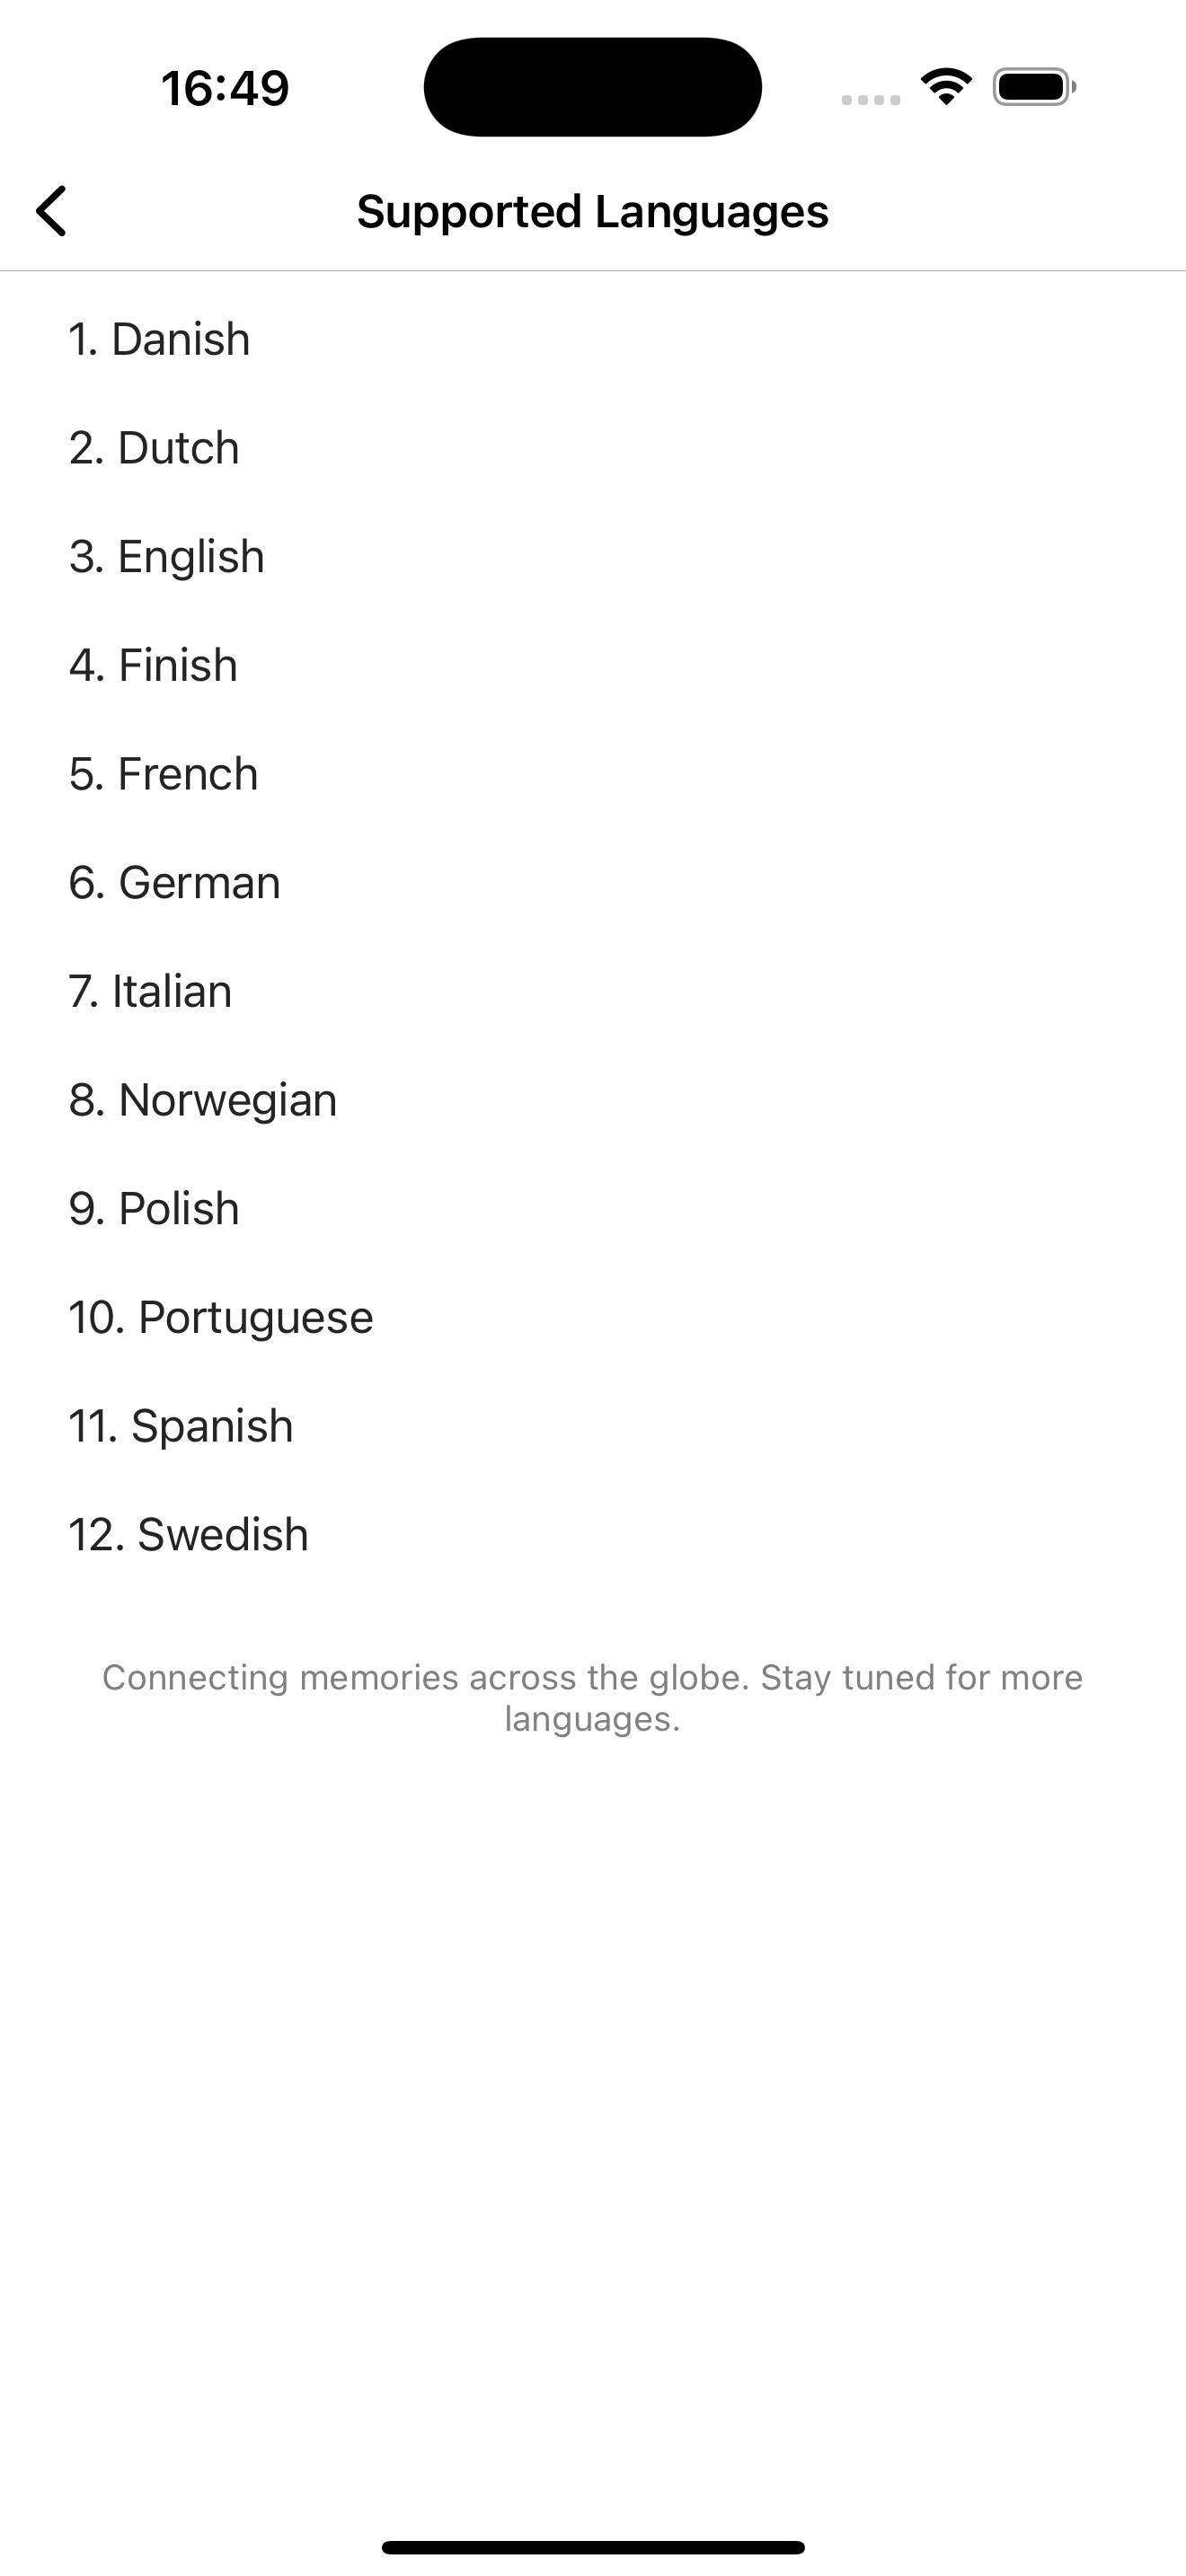 16:49
Supported Languages
1. Danish
2. Dutch
3. English
4. Finish
5. French
6. German
7. Italian
8. Norwegian
9. Polish
10. Portuguese
11. Spanish
12. Swedish
Connecting memories across the globe. Stay tuned for more
languages.